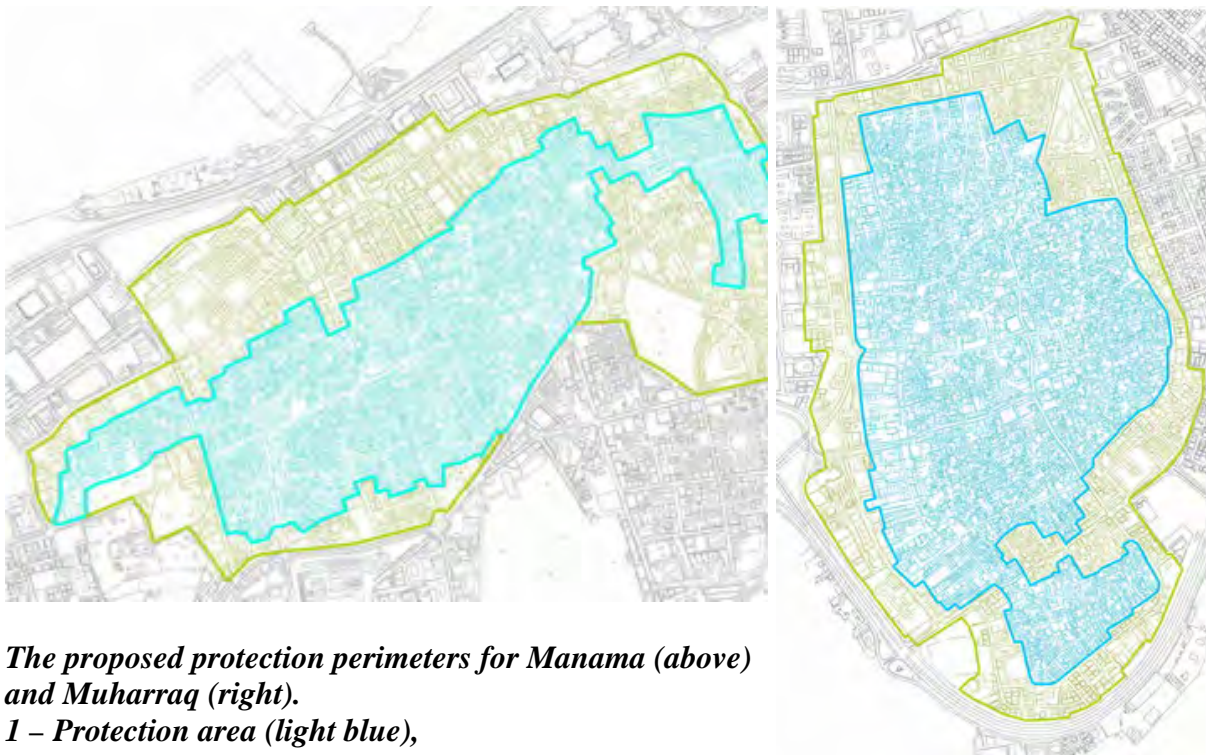 The proposed protection perimeters for Manama (above)
and Muharraq (right).
1 – Protection area (light blue),